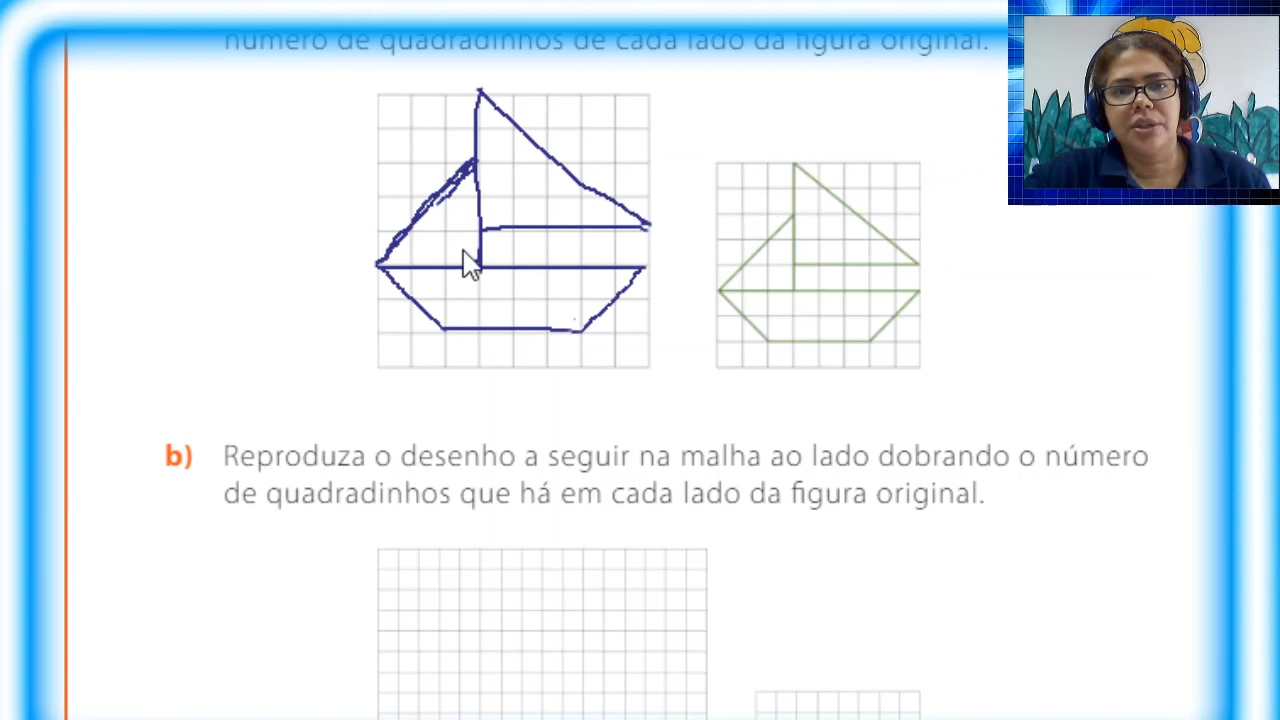 número de quadradinhos de cada lado da figura original.
b) Reproduza o desenho a seguir na malha ao lado dobrando o número
de quadradinhos que há em cada lado da figura original.